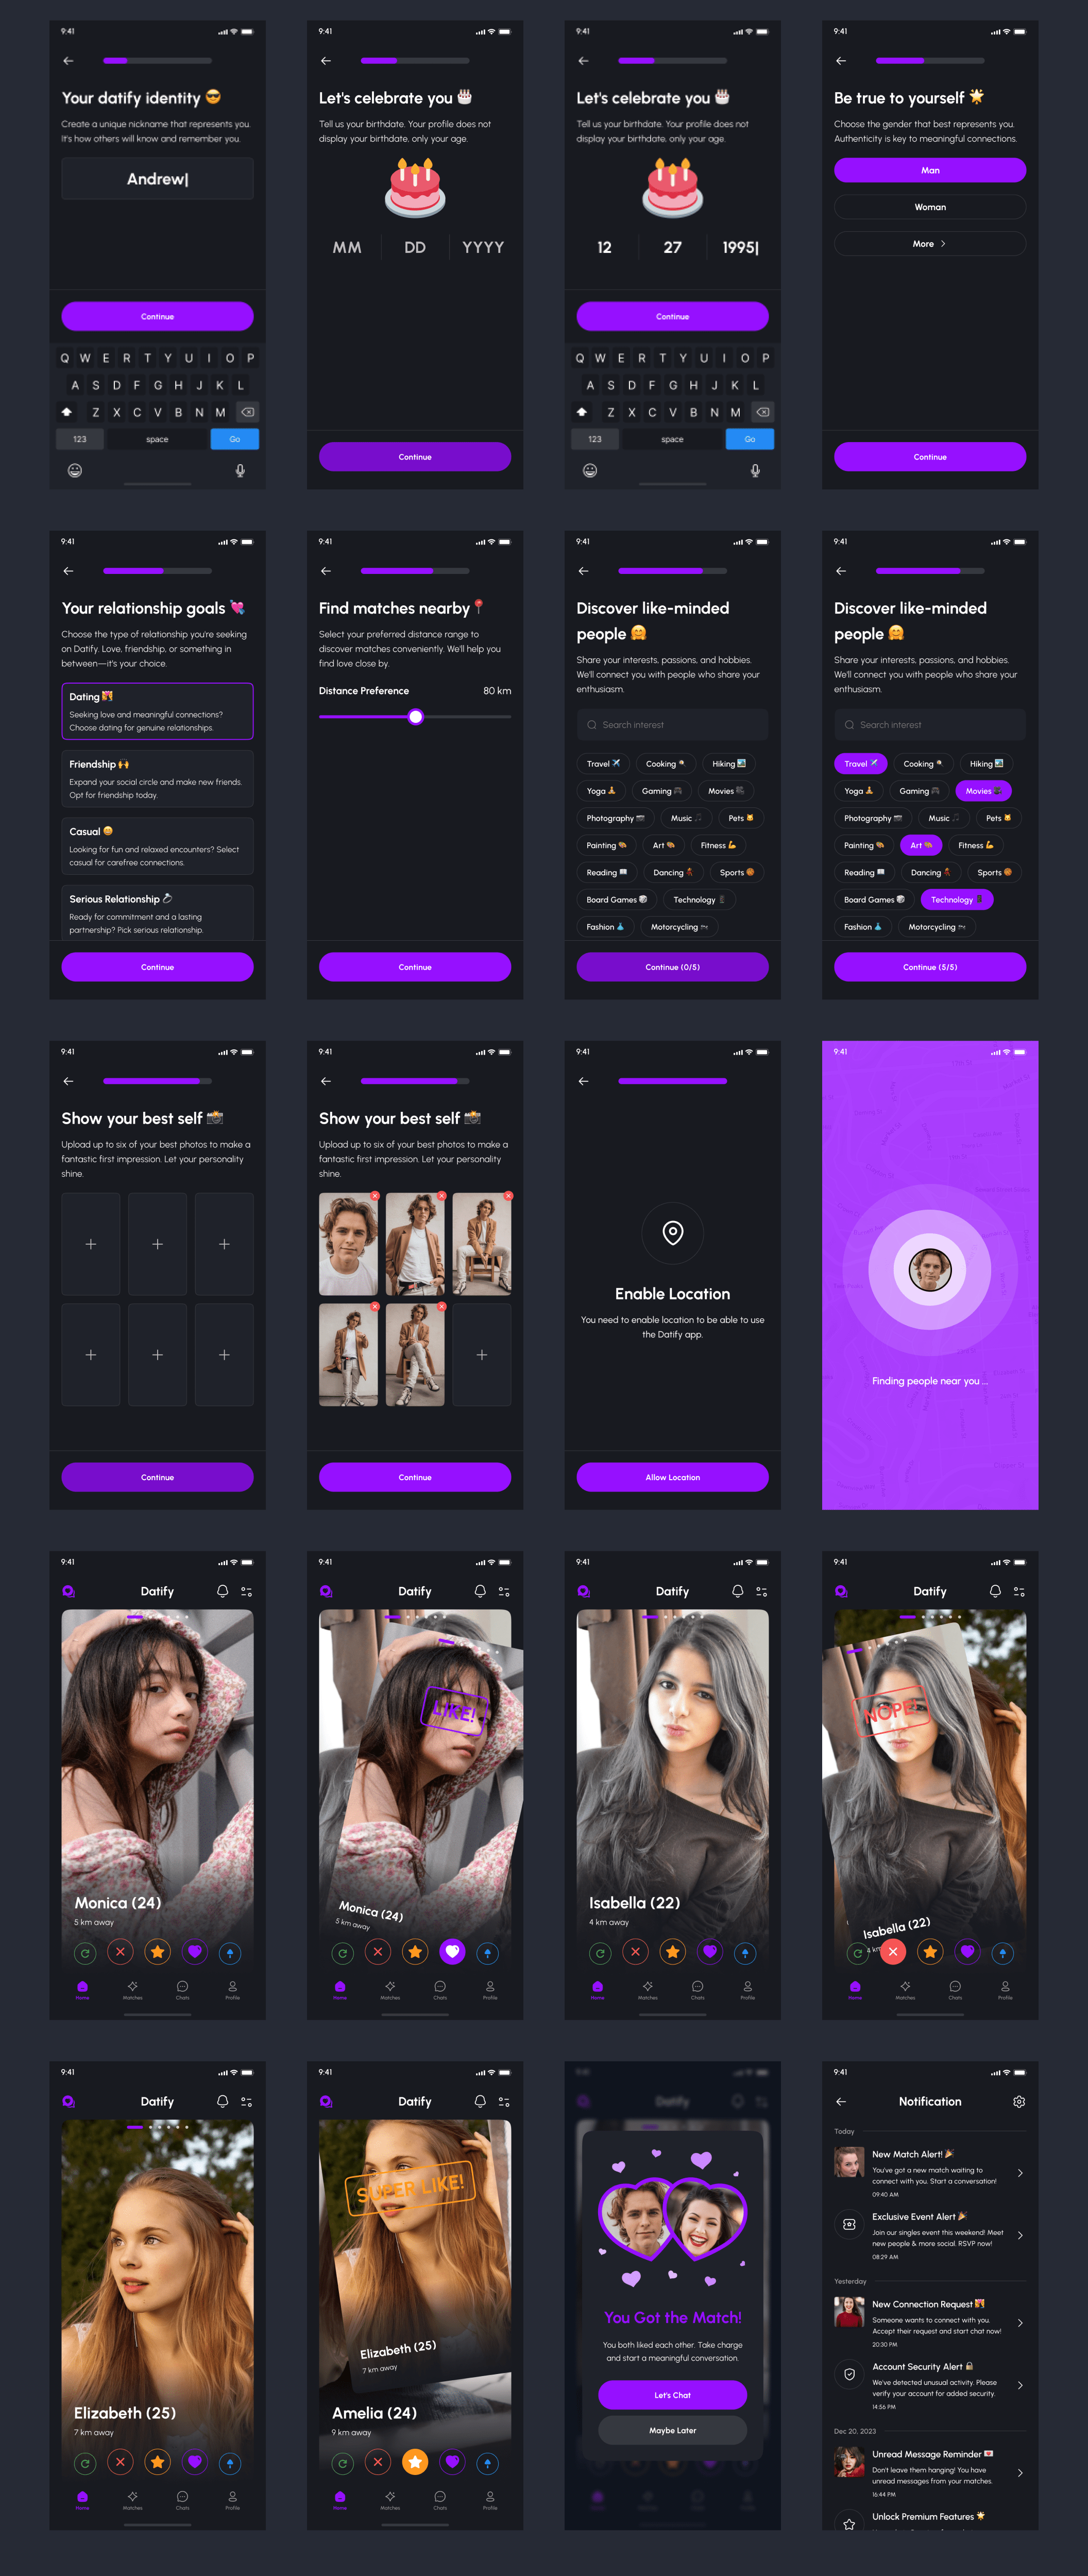 9:41
Your datify identity 😎
Create a unique nickname that represents you.
It's how others will know and remember you.
Andrew|
Continue
Q W E R T Y U I O P
A S D F G H J K L
Z X C V B N M
123 space Go
9:41
Let's celebrate you 🎂
Tell us your birthdate. Your profile does not
display your birthdate, only your age.
MM DD YYYY
Continue
9:41
Let's celebrate you 🎂
Tell us your birthdate. Your profile does not
display your birthdate, only your age.
12 27 1995|
Continue
Q W E R T Y U I O P
A S D F G H J K L
Z X C V B N M
123 space Go
9:41
Be true to yourself 🌟
Choose the gender that best represents you.
Authenticity is key to meaningful connections.
Man
Woman
More
Continue
9:41
Your relationship goals 💘
Choose the type of relationship you're seeking
on Datify. Love, friendship, or something in
between—it's your choice.
Dating
Seeking love and meaningful connections?
Choose dating for genuine relationships.
Friendship 🙌
Expand your social circle and make new friends.
Opt for friendship today.
Casual 😄
Looking for fun and relaxed encounters? Select
casual for carefree connections.
Serious Relationship 💍
Ready for commitment and a lasting
partnership? Pick serious relationship.
Continue
9:41
Find matches nearby 📍
Select your preferred distance range to
discover matches conveniently. We'll help you
find love close by.
Distance Preference 80 km
Continue
9:41
Discover like-minded
people 🤗
Share your interests, passions, and hobbies.
We'll connect you with people who share your
enthusiasm.
Search interest
Travel Cooking Hiking
Yoga Gaming Movies
Photography Music Pets
Painting Art Fitness
Reading Dancing Sports
Board Games Technology
Fashion Motorcycling
Continue (0/5)
9:41
Discover like-minded
people 🤗
Share your interests, passions, and hobbies.
We'll connect you with people who share your
enthusiasm.
Search interest
Travel Cooking Hiking
Yoga Gaming Movies
Photography Music Pets
Painting Art Fitness
Reading Dancing Sports
Board Games Technology
Fashion Motorcycling
Continue (5/5)
9:41
Show your best self 📸
Upload up to six of your best photos to make a
fantastic first impression. Let your personality
shine.
Continue
9:41
Show your best self 📸
Upload up to six of your best photos to make a
fantastic first impression. Let your personality
shine.
Continue
9:41
Enable Location
You need to enable location to be able to use
the Datify app.
Allow Location
9:41
Finding people near you ...
9:41
Datify
Monica (24)
5 km away
Home Matches Chats Profile
9:41
Datify
LIKE!
Monica (24)
5 km away
Home Matches Chats Profile
9:41
Datify
Isabella (22)
4 km away
Home Matches Chats Profile
9:41
Datify
NOPE!
Isabella (22)
4 km
Home Matches Chats Profile
9:41
Datify
Elizabeth (25)
7 km away
Home Matches Chats Profile
9:41
Datify
SUPER LIKE!
Elizabeth (25)
7 km away
Amelia (24)
9 km away
Home Matches Chats Profile
Datify
You Got the Match!
You both liked each other. Take charge
and start a meaningful conversation.
Let's Chat
Maybe Later
9:41
Notification
Today
New Match Alert! 🎉
You've got a new match waiting to
connect with you. Start a conversation!
09:40 AM
Exclusive Event Alert 🎉
Join our singles event this weekend! Meet
new people & more social. RSVP now!
08:29 AM
Yesterday
New Connection Request
Someone wants to connect with you.
Accept their request and start chat now!
20:30 PM
Account Security Alert 🔒
We've detected unusual activity. Please
verify your account for added security.
14:56 PM
Dec 20, 2023
Unread Message Reminder 💌
Don't leave them hanging! You have
unread messages from your matches.
16:44 PM
Unlock Premium Features 🌟